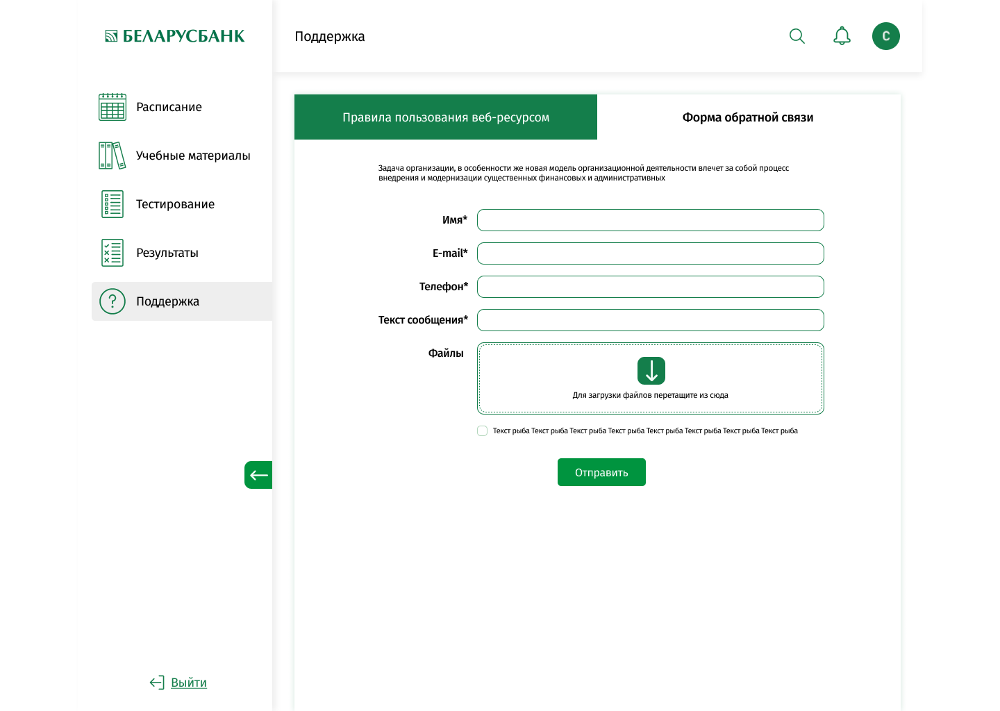 БЕЛАРУСБАНК
Поддержка
С
Расписание
Учебные материалы
Тестирование
Результаты
Поддержка
Выйти
Правила пользования веб-ресурсом
Форма обратной связи
Задача организации, в особенности же новая модель организационной деятельности влечет за собой процесс
внедрения и модернизации существенных финансовых и административных
Имя*
E-mail*
Телефон*
Текст сообщения*
Файлы
Для загрузки файлов перетащите из сюда
Текст рыба Текст рыба Текст рыба Текст рыба Текст рыба Текст рыба Текст рыба Текст рыба
Отправить